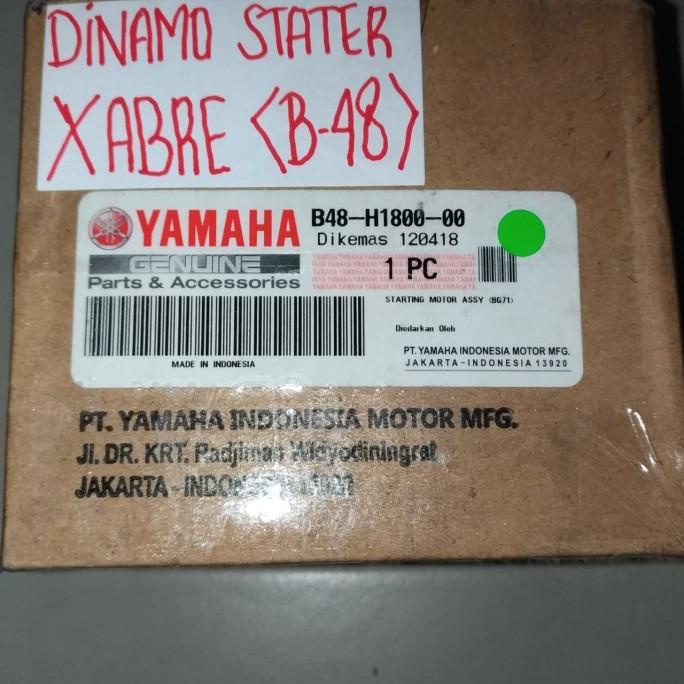 DiNAMO STATER
XABRE <B-48>
YAMAHA
GENUINE
Parts & Accessories
B48-H1800-00
Dikemas 120418
1 PC
STARTING MOTOR ASSY (BG71)
Diedarkan Oleh
PT. YAMAHA INDONESIA MOTOR MFG.
JAKARTA-INDONESIA 13920
MADE IN INDONESIA
PT. YAMAHA INDONESIA MOTOR MFG.
Jl. DR. KRT. Radjiman Widyodiningrat
JAKARTA-INDONESIA 13920